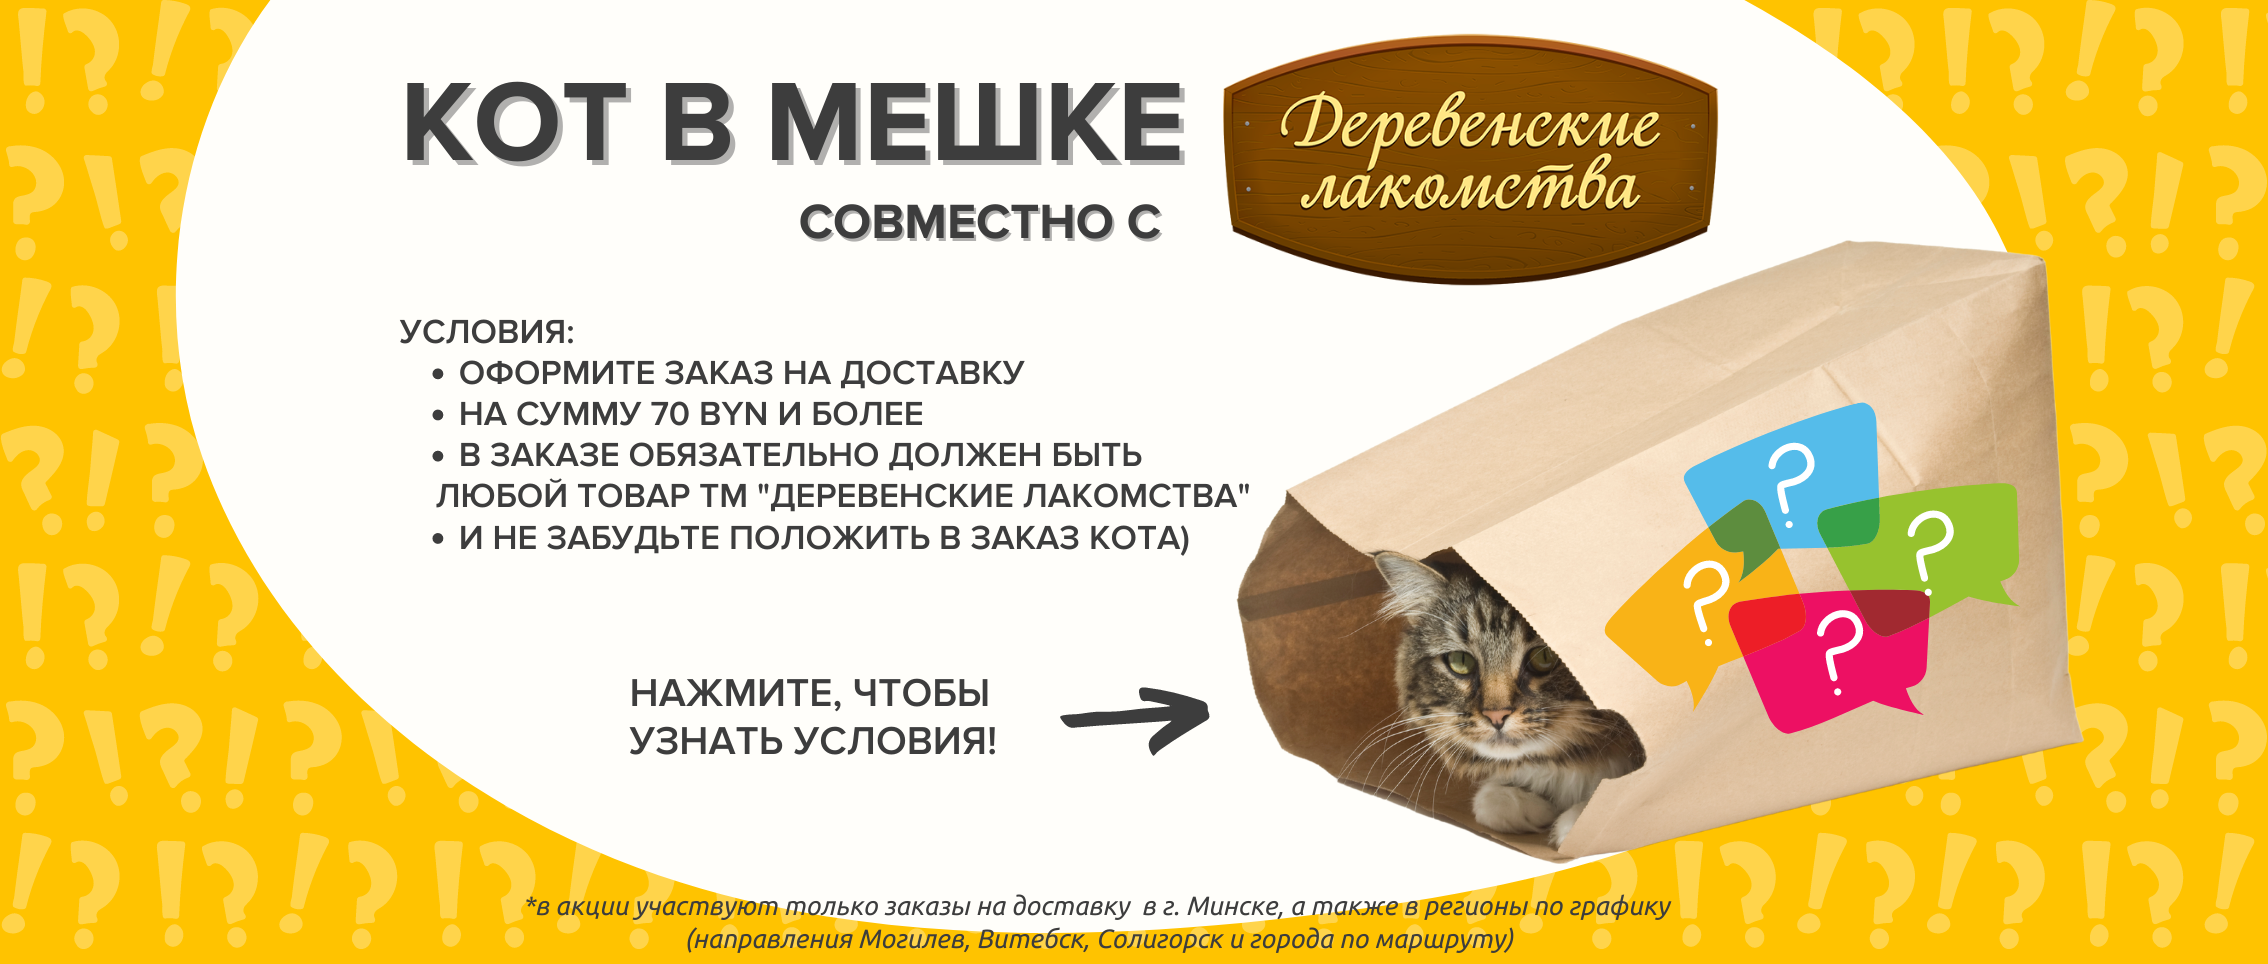 КОТ В МЕШКЕ
СОВМЕСТНО С
Деревенские
лакомства
УСЛОВИЯ:
• ОФОРМИТЕ ЗАКАЗ НА ДОСТАВКУ
• НА СУММУ 70 BYN И БОЛЕЕ
• В ЗАКАЗЕ ОБЯЗАТЕЛЬНО ДОЛЖЕН БЫТЬ
ЛЮБОЙ ТОВАР ТМ "ДЕРЕВЕНСКИЕ ЛАКОМСТВА"
• И НЕ ЗАБУДЬТЕ ПОЛОЖИТЬ В ЗАКАЗ КОТА)
НАЖМИТЕ, ЧТОБЫ
УЗНАТЬ УСЛОВИЯ!
?
?
?
?
*в акции участвуют только заказы на доставку в г. Минске, а также в регионы по графику
(направления Могилев, Витебск, Солигорск и города по маршруту)